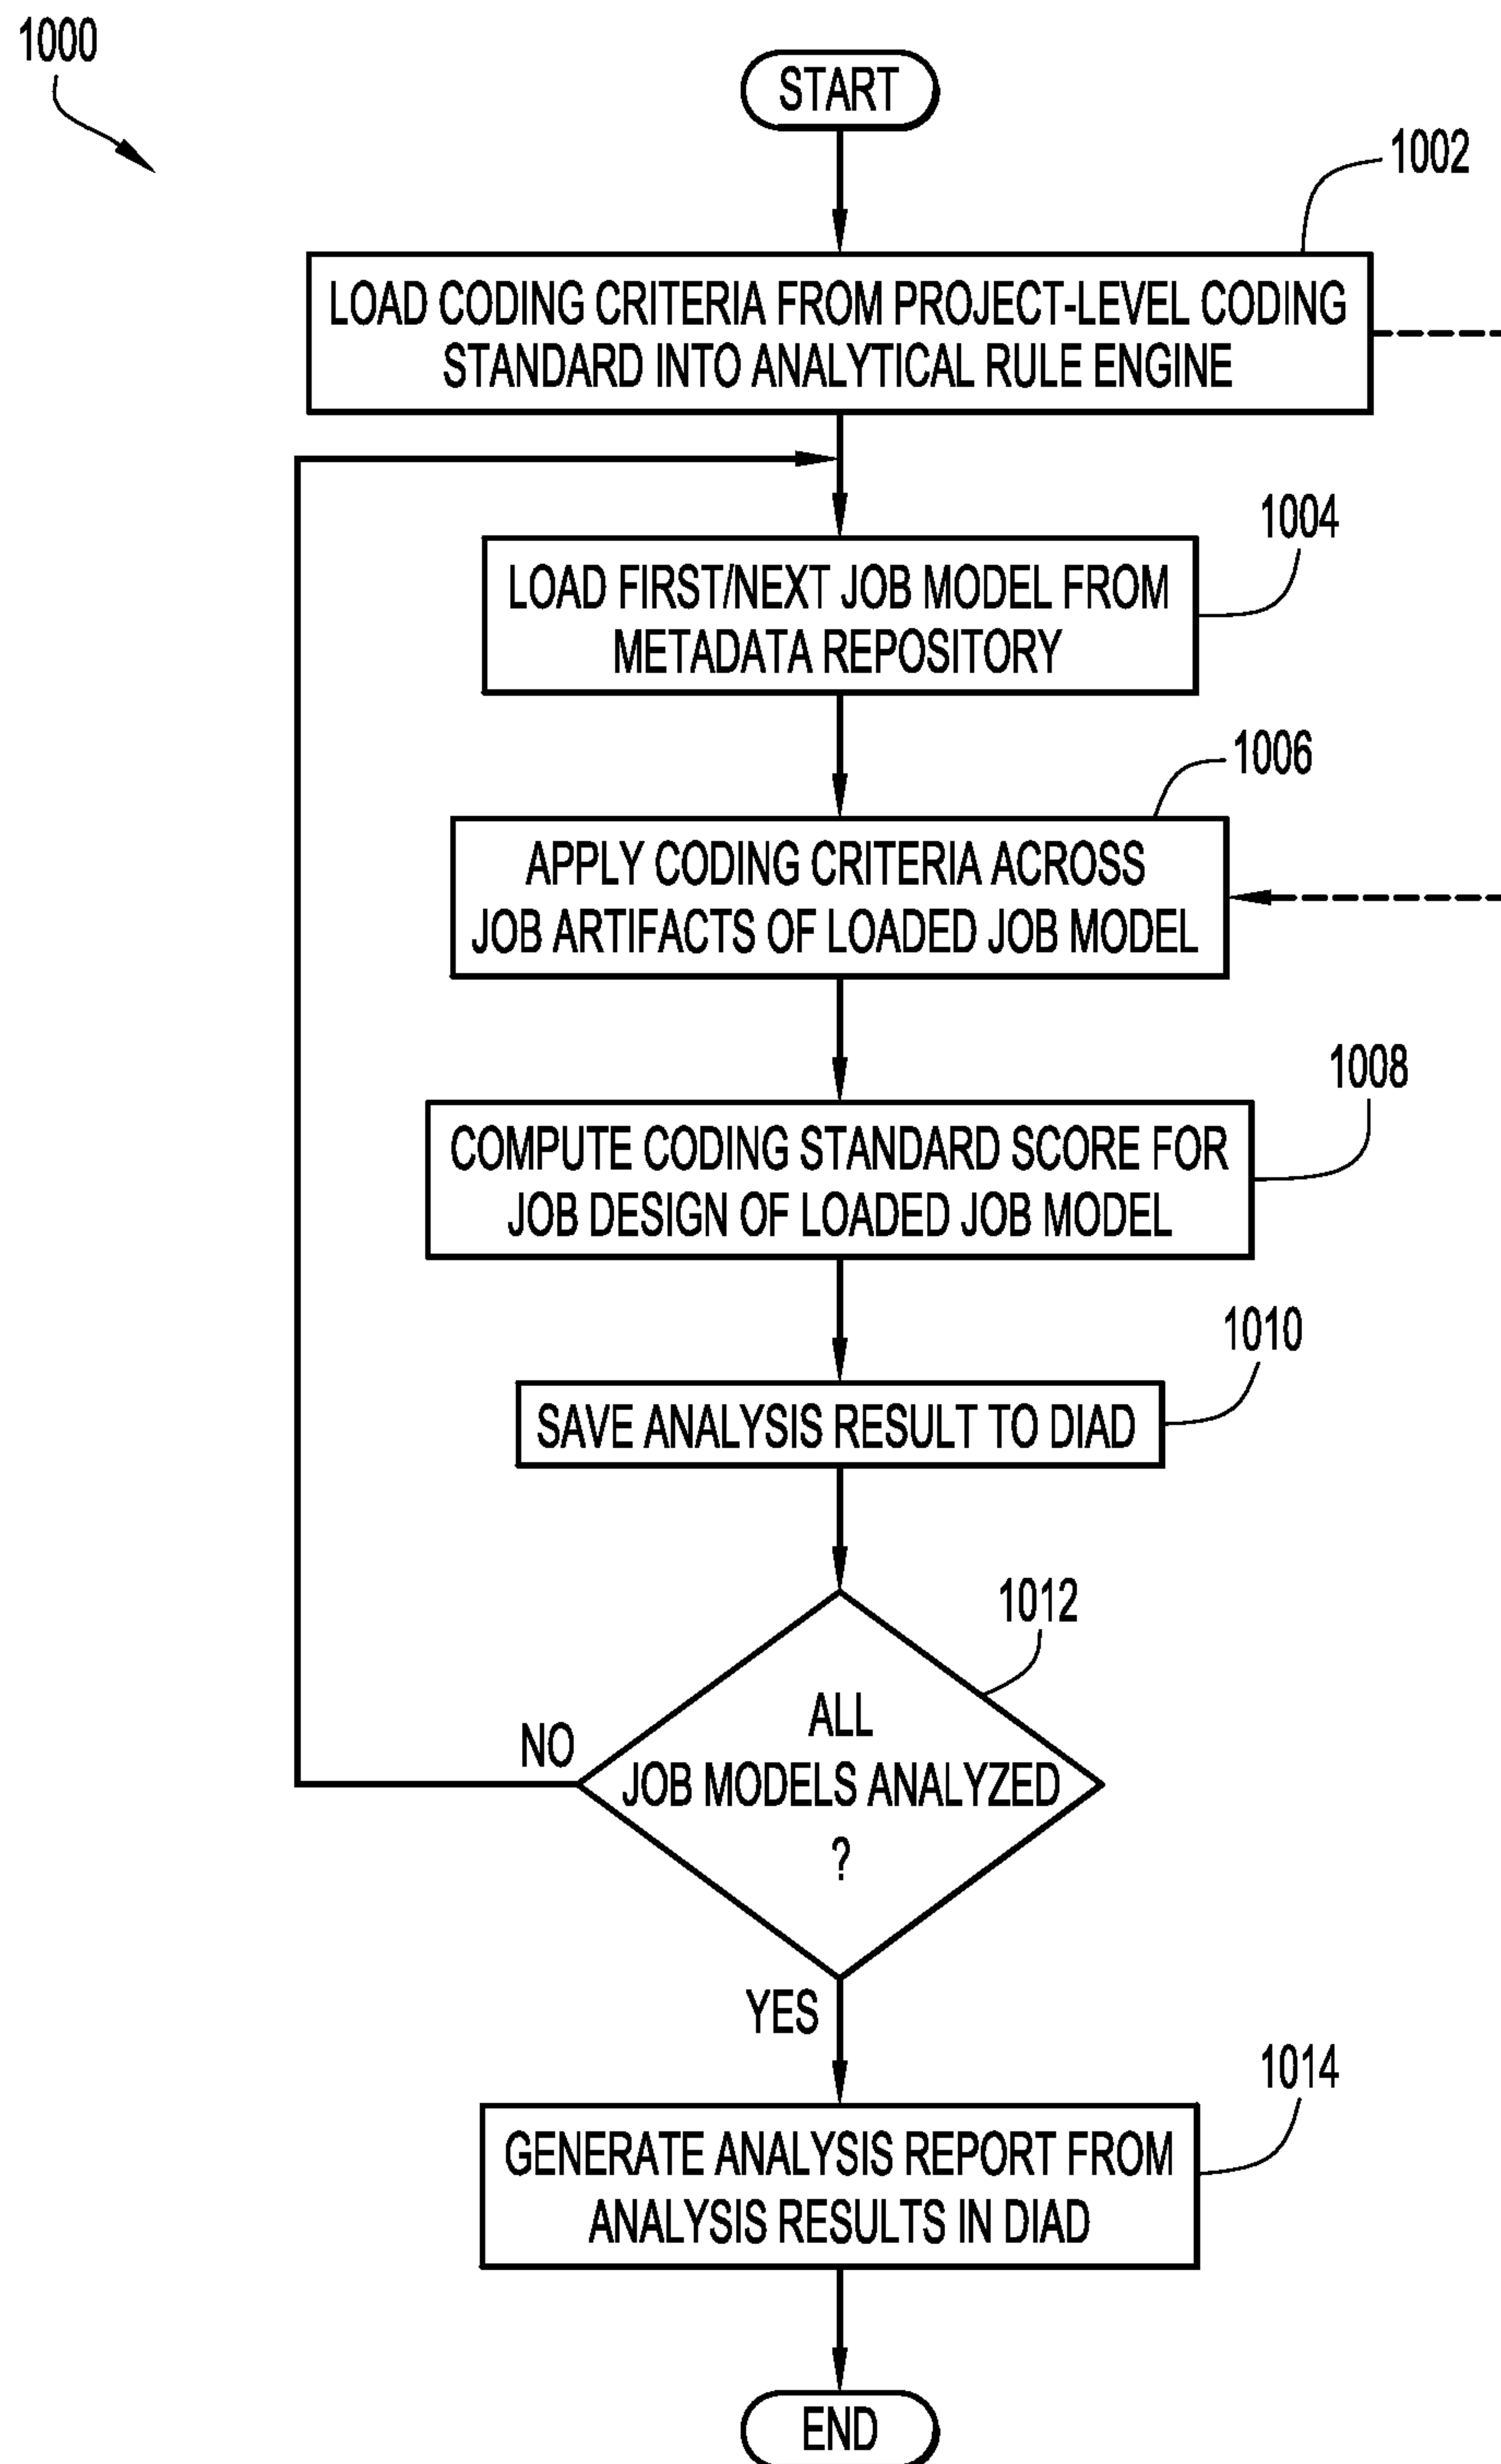 1000
START
1002
LOAD CODING CRITERIA FROM PROJECT-LEVEL CODING
STANDARD INTO ANALYTICAL RULE ENGINE
1004
LOAD FIRST/NEXT JOB MODEL FROM
METADATA REPOSITORY
1006
APPLY CODING CRITERIA ACROSS
JOB ARTIFACTS OF LOADED JOB MODEL
1008
COMPUTE CODING STANDARD SCORE FOR
JOB DESIGN OF LOADED JOB MODEL
1010
SAVE ANALYSIS RESULT TO DIAD
1012
ALL
NO
JOB MODELS ANALYZED
?
YES
1014
GENERATE ANALYSIS REPORT FROM
ANALYSIS RESULTS IN DIAD
END